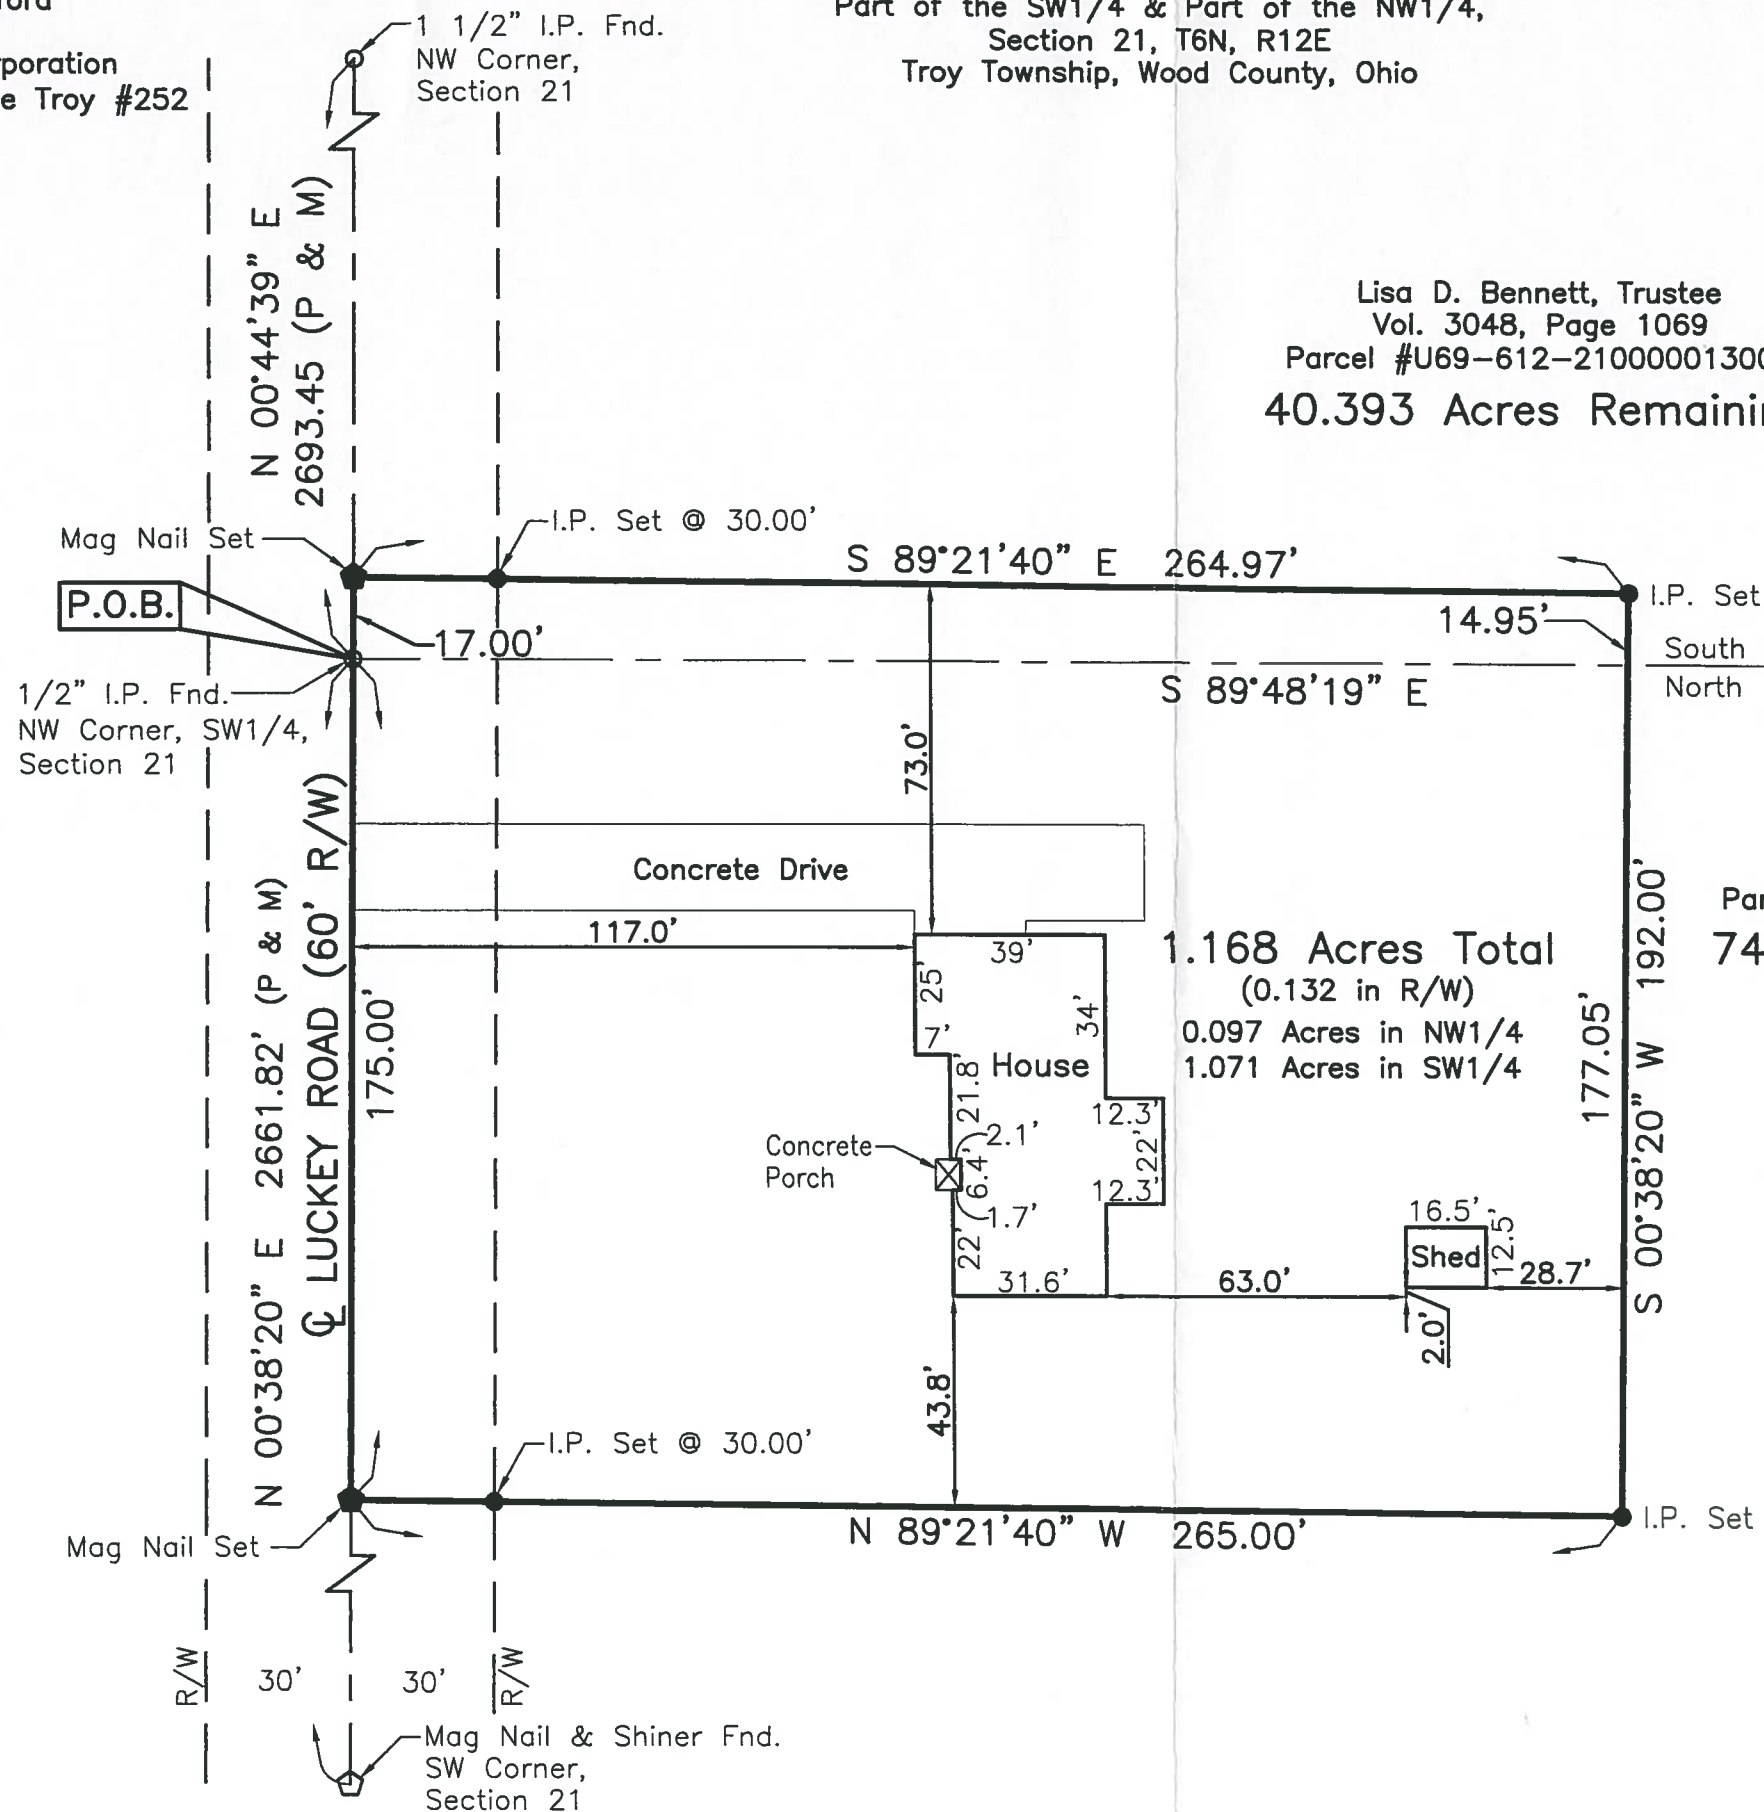 Part of the SW1/4 & Part of the NW1/4,
Section 21, T6N, R12E
Troy Township, Wood County, Ohio
Troy #252
1 1/2" I.P. Fnd.
NW Corner,
Section 21
N 00°44'39" E
2693.45 (P & M)
Lisa D. Bennett, Trustee
Vol. 3048, Page 1069
Parcel #U69-612-2100000130
40.393 Acres
Mag Nail Set
I.P. Set @ 30.00'
S 89°21'40" E 264.97'
I.P. Set
P.O.B.
17.00'
14.95'
South
North
S 89°48'19" E
1/2" I.P. Fnd.
NW Corner, SW1/4,
Section 21
73.0'
Concrete Drive
117.0'
39'
25'
7'
34'
House
21.8'
2.1'
6.4'
1.7'
22'
12.3'
22'
12.3'
31.6'
Concrete
Porch
1.168 Acres Total
(0.132 in R/W)
0.097 Acres in NW1/4
1.071 Acres in SW1/4
177.05'
S 00°38'20" W 192.00'
74
16.5'
Shed
12.5'
63.0'
28.7'
2.0'
43.8'
N 00°38'20" E 2661.82' (P & M)
℄ LUCKEY ROAD (60' R/W)
175.00'
I.P. Set @ 30.00'
Mag Nail Set
N 89°21'40" W 265.00'
I.P. Set
R/W
30'
30'
R/W
Mag Nail & Shiner Fnd.
SW Corner,
Section 21